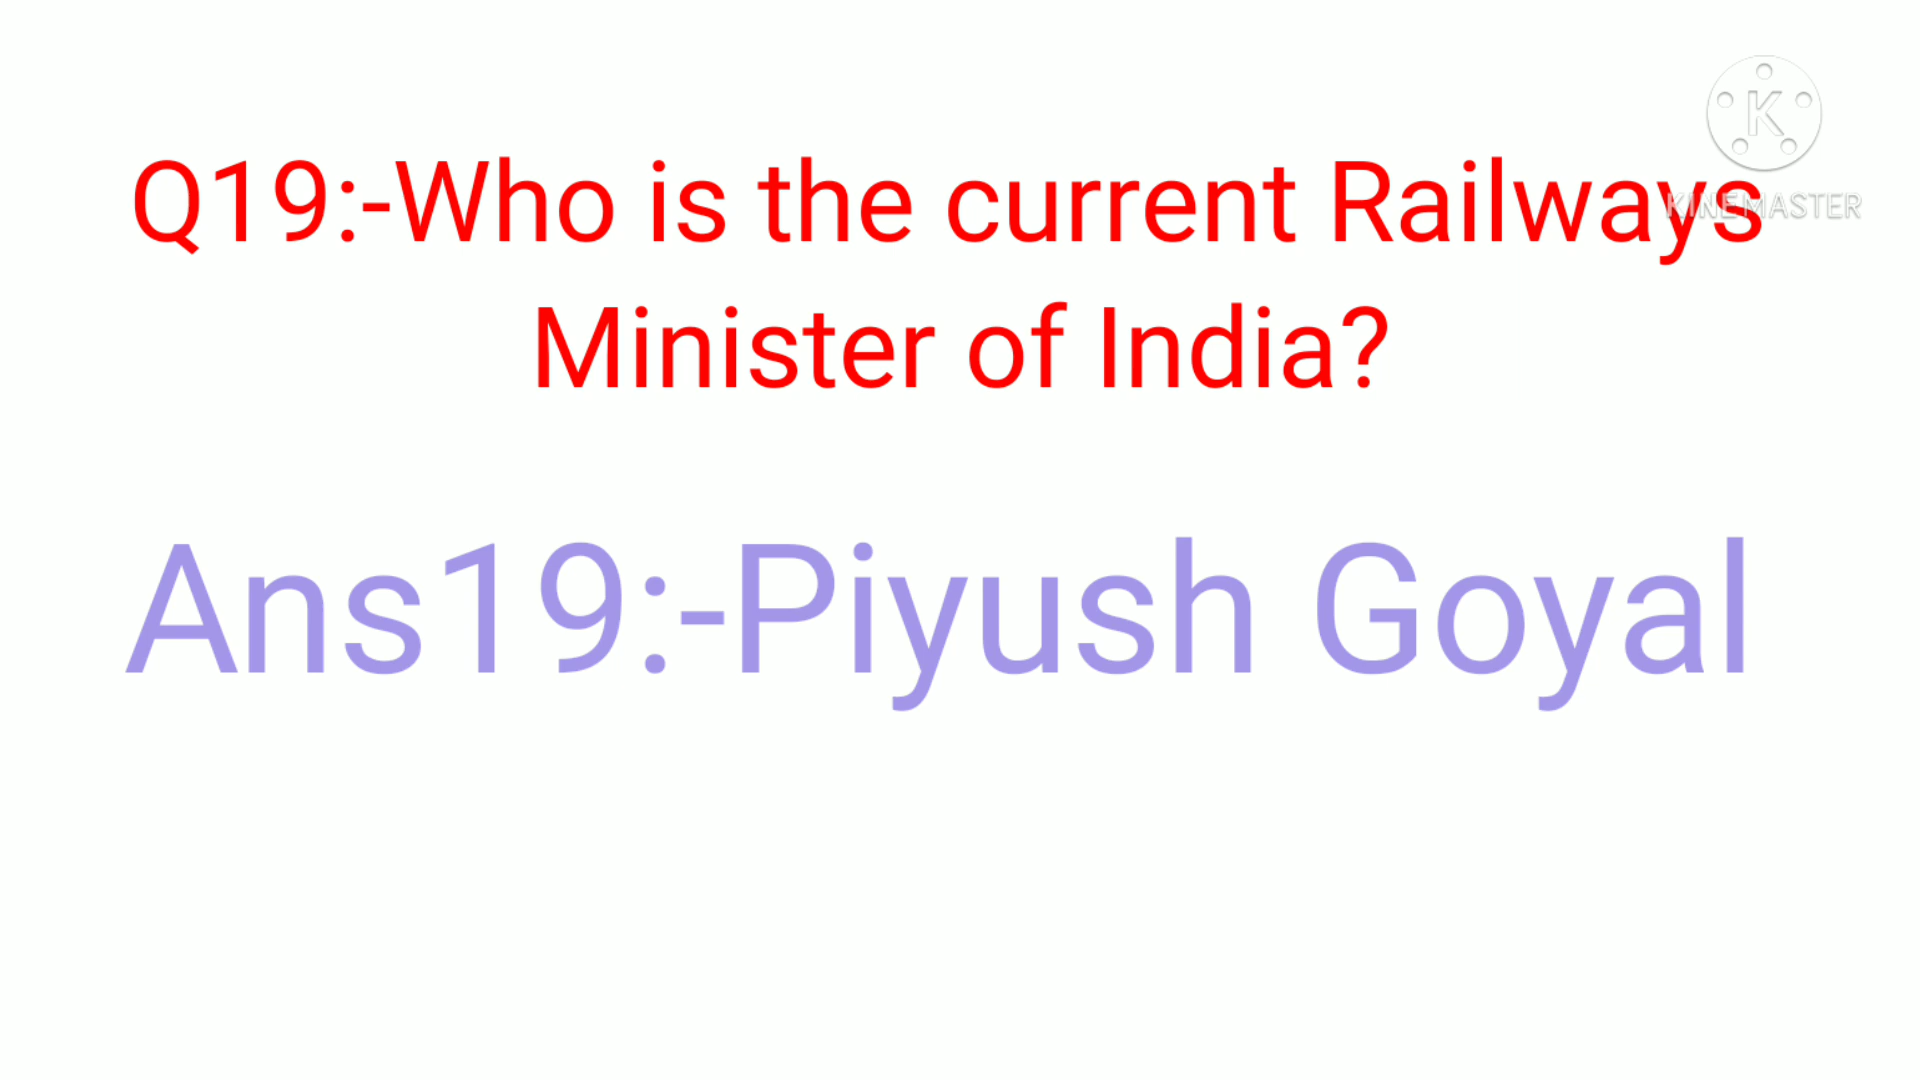 Q19:-Who is the current Railways
Minister of India?
Ans19:-Piyush Goyal
K
KINEMASTER